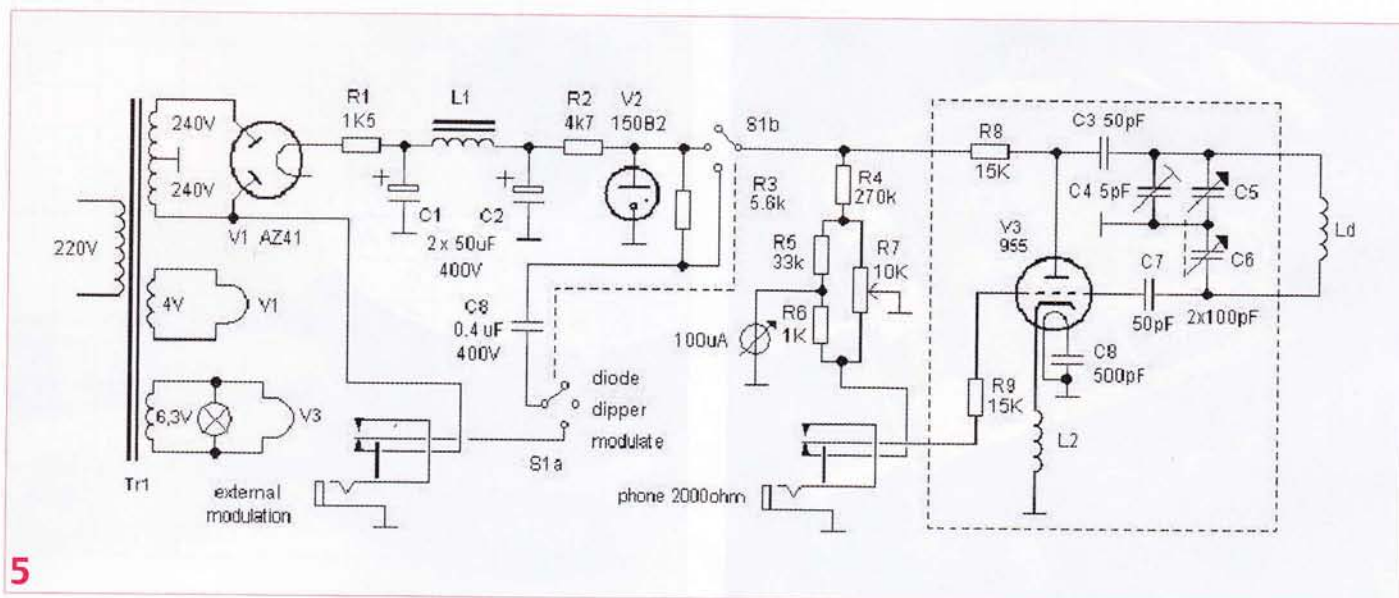 240V
240V
220V
V1 AZ41
4V
V1
6,3V
V3
Tr1
R1
1K5
L1
C1
2x 50uF
400V
C2
R2
4k7
V2
150B2
S1b
R3
5.6k
C8
0.4uF
400V
diode
dipper
modulate
S1a
external
modulation
R4
270k
R5
33k
R7
10K
R6
1K
100uA
phone 2000ohm
R8
15K
C3 50pF
C4 5pF
C5
V3
955
C7
50pF
C6
2x100pF
Ld
C8
500pF
R9
15K
L2
5